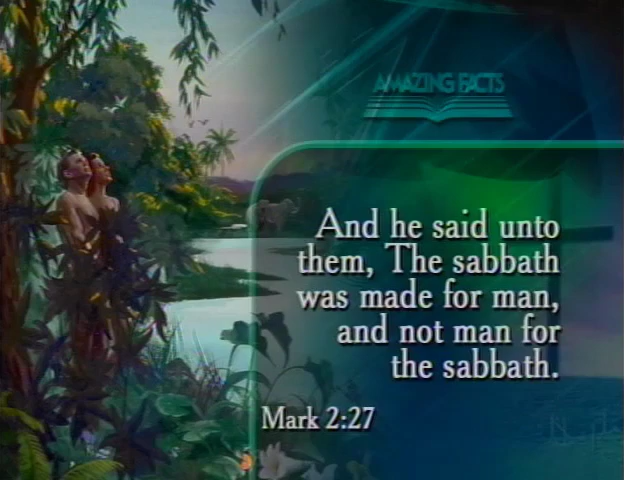 AMAZING FACTS
And he said unto
them, The sabbath
was made for man,
and not man for
the sabbath.
Mark 2:27